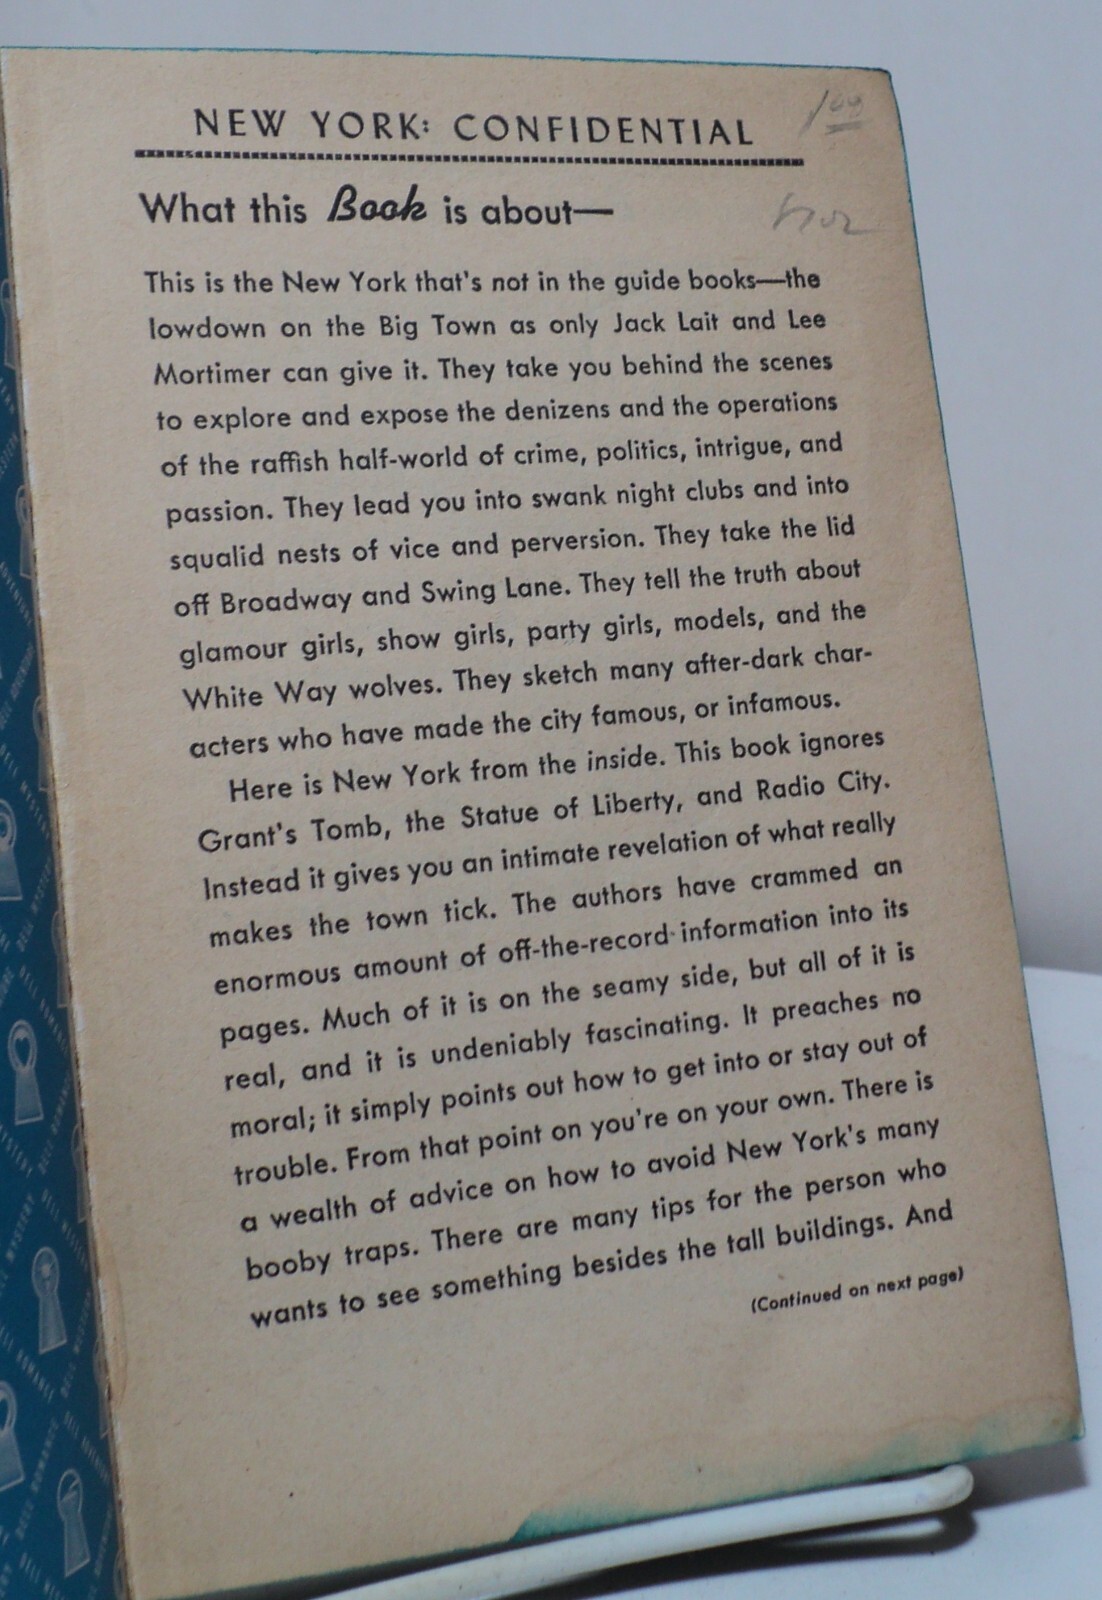 NEW YORK: CONFIDENTIAL
What this Book is about—
This is the New York that's not in the guide books—the
lowdown on the Big Town as only Jack Lait and Lee
Mortimer can give it. They take you behind the scenes
to explore and expose the denizens and the operations
of the raffish half-world of crime, politics, intrigue, and
passion. They lead you into swank night clubs and into
squalid nests of vice and perversion. They take the lid
off Broadway and Swing Lane. They tell the truth about
glamour girls, show girls, party girls, models, and the
White Way wolves. They sketch many after-dark char-
acters who have made the city famous, or infamous.
Here is New York from the inside. This book ignores
Grant's Tomb, the Statue of Liberty, and Radio City.
Instead it gives you an intimate revelation of what really
makes the town tick. The authors have crammed an
enormous amount of off-the-record information into its
pages. Much of it is on the seamy side, but all of it is
real, and it is undeniably fascinating. It preaches no
moral; it simply points out how to get into or stay out of
trouble. From that point on you're on your own. There is
a wealth of advice on how to avoid New York's many
booby traps. There are many tips for the person who
wants to see something besides the tall buildings. And
(Continued on next page)